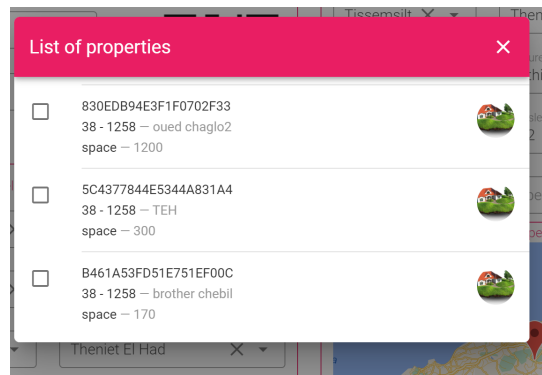 Tissemsilt
Then
List of properties
830EDB94E3F1F0702F33
38 - 1258 — oued chaglo2
space — 1200
5C4377844E5344A831A4
38 - 1258 — TEH
space — 300
B461A53FD51E751EF00C
38 - 1258 — brother chebil
space — 170
Theniet El Had